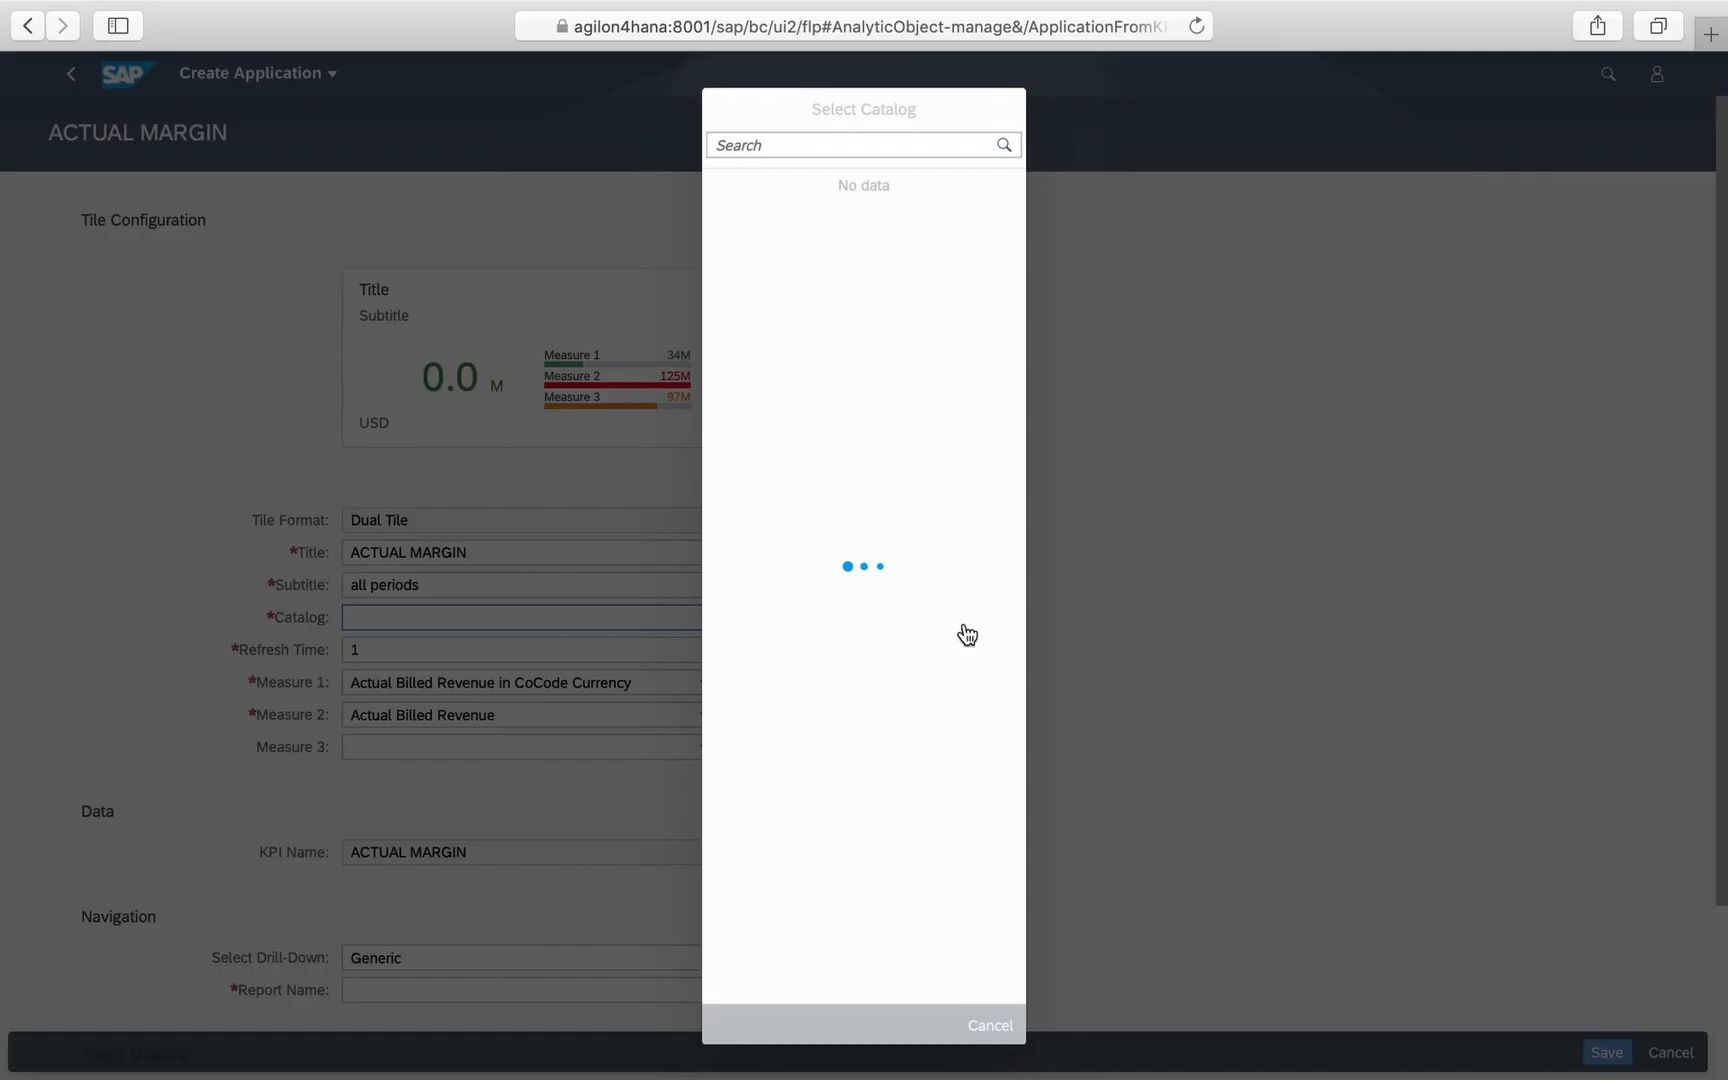 agilon4hana:8001/sap/bc/ui2/flp#AnalyticObject-manage&/ApplicationFromK
SAP
Create Application
ACTUAL MARGIN
Select Catalog
Search
No data
Tile Configuration
Title
Subtitle
0.0 M
Measure 1 34M
Measure 2 125M
Measure 3 97M
USD
Tile Format: Dual Tile
*Title: ACTUAL MARGIN
*Subtitle: all periods
*Catalog:
*Refresh Time: 1
*Measure 1: Actual Billed Revenue in CoCode Currency
*Measure 2: Actual Billed Revenue
Measure 3:
Data
KPI Name: ACTUAL MARGIN
Navigation
Select Drill-Down: Generic
*Report Name:
Cancel
Save Cancel